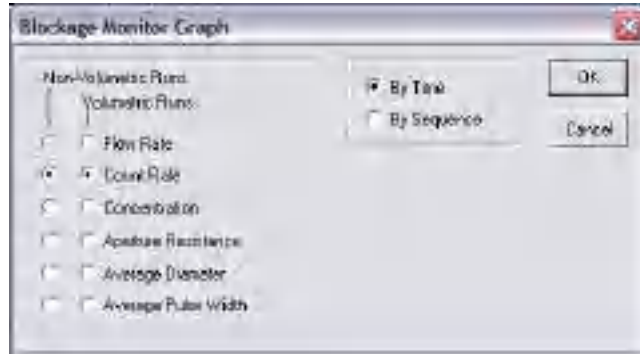 Blockage Monitor Graph
Non-Volumetric Runs
Volumetric Runs
Flow Rate
Count Rate
Concentration
Aperture Resistance
Average Diameter
Average Pulse Width
By Time
By Sequence
OK
Cancel